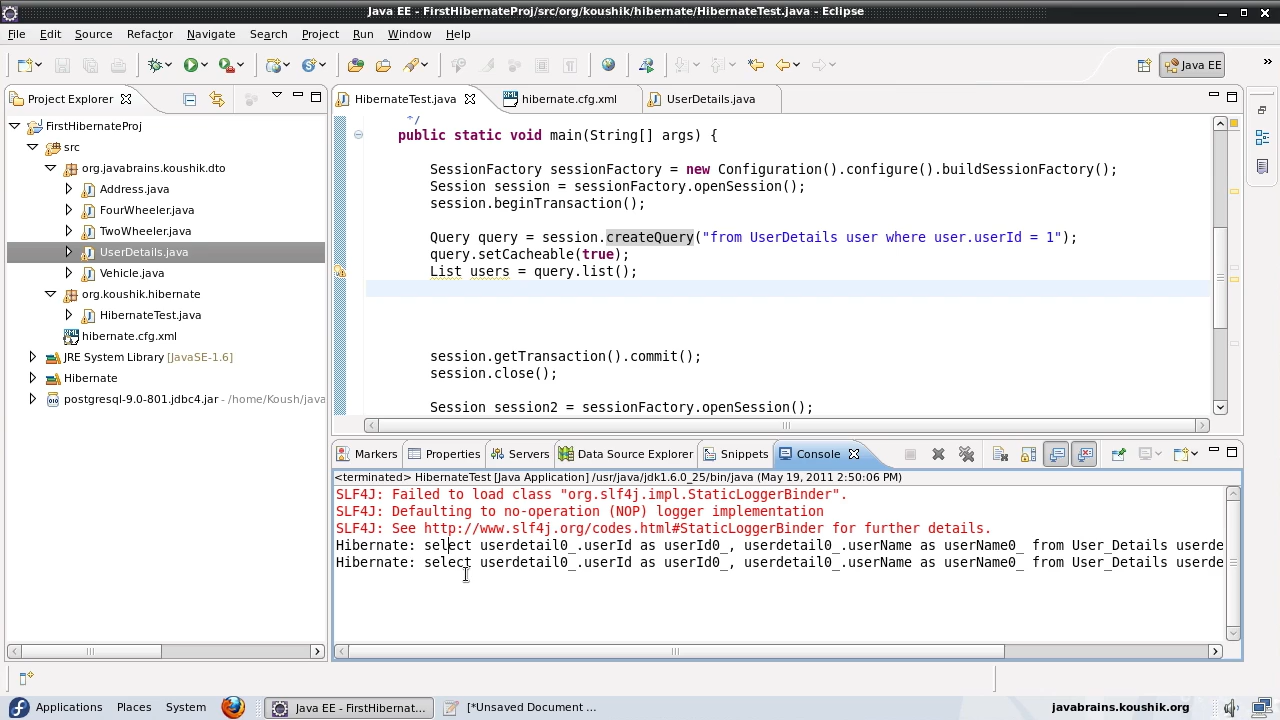 Java EE - FirstHibernateProj/src/org/koushik/hibernate/HibernateTest.java - Eclipse
File Edit Source Refactor Navigate Search Project Run Window Help
Java EE
Project Explorer
HibernateTest.java hibernate.cfg.xml UserDetails.java
FirstHibernateProj
src
org.javabrains.koushik.dto
Address.java
FourWheeler.java
TwoWheeler.java
UserDetails.java
Vehicle.java
org.koushik.hibernate
HibernateTest.java
hibernate.cfg.xml
JRE System Library [JavaSE-1.6]
Hibernate
postgresql-9.0-801.jdbc4.jar - /home/Koush/java
*/
public static void main(String[] args) {
SessionFactory sessionFactory = new Configuration().configure().buildSessionFactory();
Session session = sessionFactory.openSession();
session.beginTransaction();
Query query = session.createQuery("from UserDetails user where user.userId = 1");
query.setCacheable(true);
List users = query.list();
session.getTransaction().commit();
session.close();
Session session2 = sessionFactory.openSession();
Markers Properties Servers Data Source Explorer Snippets Console
<terminated> HibernateTest [Java Application] /usr/java/jdk1.6.0_25/bin/java (May 19, 2011 2:50:06 PM)
SLF4J: Failed to load class "org.slf4j.impl.StaticLoggerBinder".
SLF4J: Defaulting to no-operation (NOP) logger implementation
SLF4J: See http://www.slf4j.org/codes.html#StaticLoggerBinder for further details.
Hibernate: select userdetail0_.userId as userId0_, userdetail0_.userName as userName0_ from User_Details userde
Hibernate: select userdetail0_.userId as userId0_, userdetail0_.userName as userName0_ from User_Details userde
Applications Places System Java EE - FirstHibernat... [*Unsaved Document ... javabrains.koushik.org